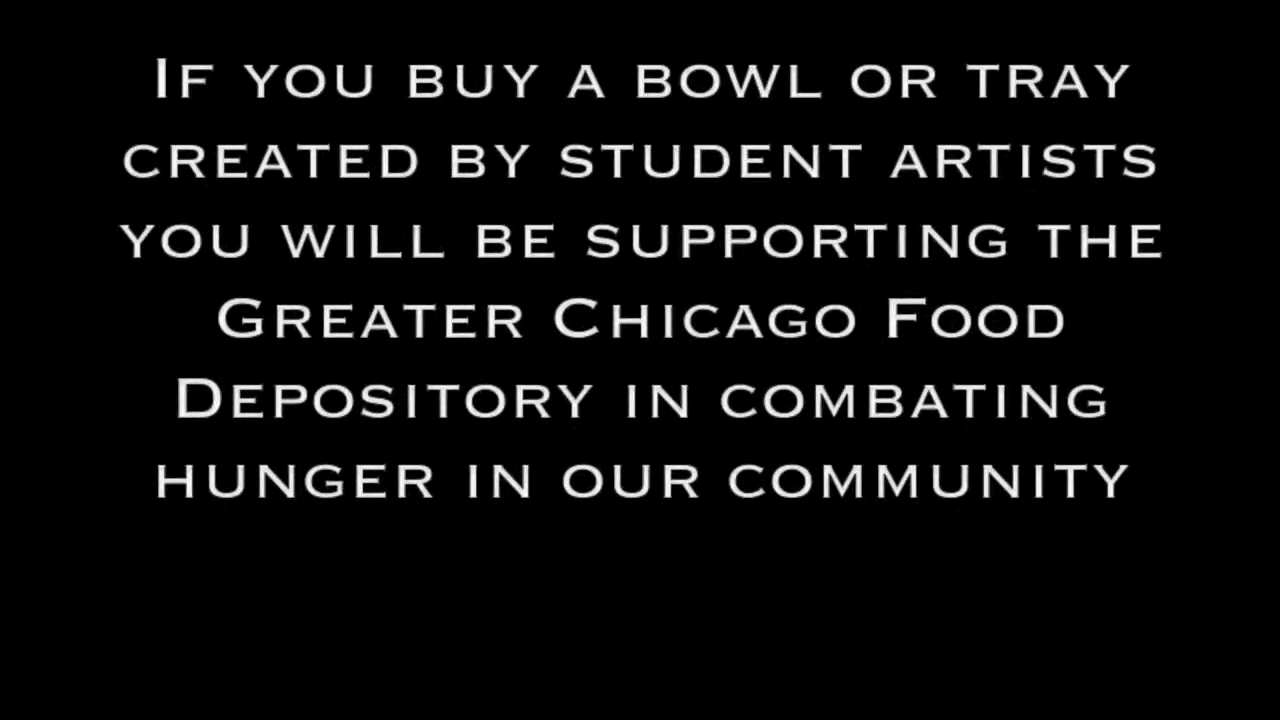 If you buy a bowl or tray
created by student artists
you will be supporting the
Greater Chicago Food
Depository in combating
hunger in our community